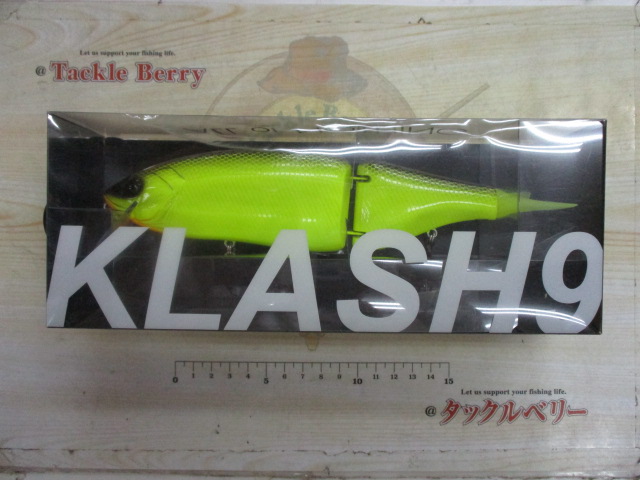 Let us support your fishing life.
@ Tackle Berry
KLASH9
0 1 2 3 4 5 6 7 8 9 10 11 12 13 14 15
Let us support your fishing life.
@ タックルベリー